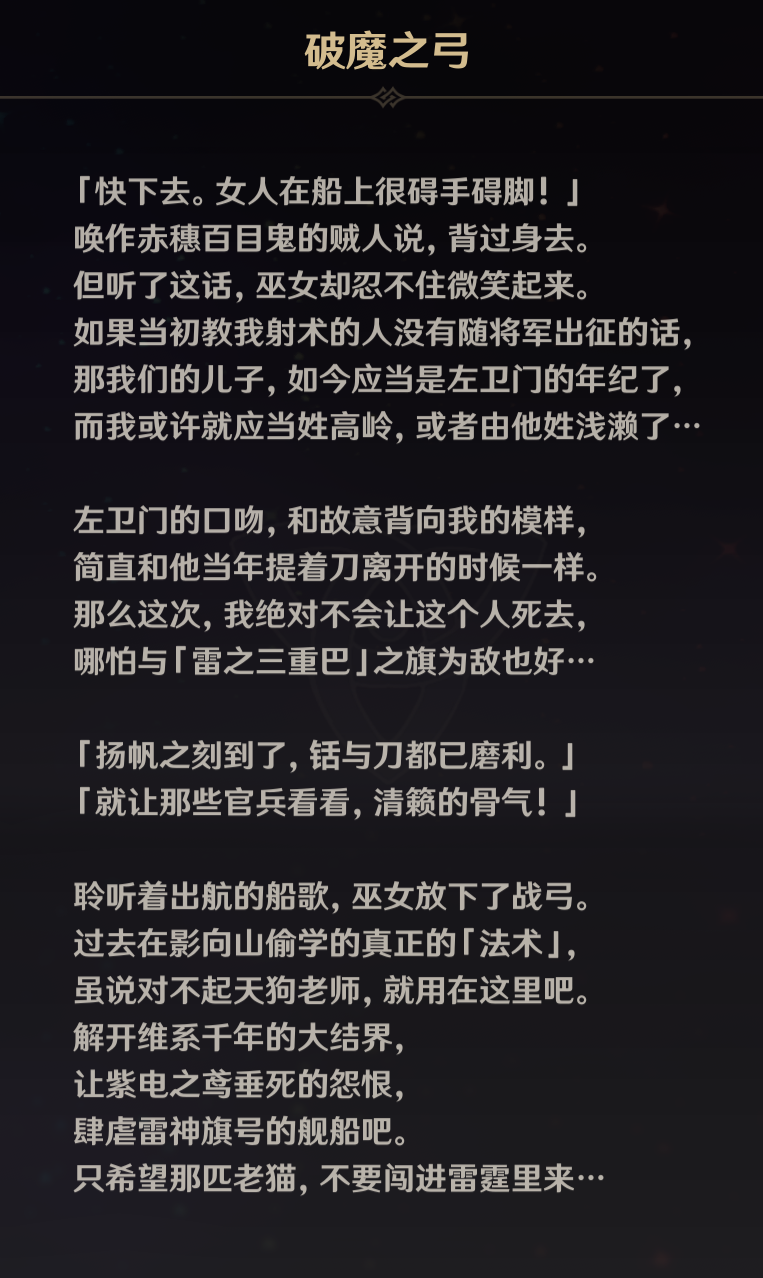 破魔之弓
「快下去。女人在船上很碍手碍脚！」
唤作赤穗百目鬼的贼人说，背过身去。
但听了这话，巫女却忍不住微笑起来。
如果当初教我射术的人没有随将军出征的话，
那我们的儿子，如今应当是左卫门的年纪了，
而我或许就应当姓高岭，或者由他姓浅濑了…
左卫门的口吻，和故意背向我的模样，
简直和他当年提着刀离开的时候一样。
那么这次，我绝对不会让这个人死去，
哪怕与「雷之三重巴」之旗为敌也好…
「扬帆之刻到了，铦与刀都已磨利。」
「就让那些官兵看看，清籁的骨气！」
聆听着出航的船歌，巫女放下了战弓。
过去在影向山偷学的真正的「法术」，
虽说对不起天狗老师，就用在这里吧。
解开维系千年的大结界，
让紫电之鸢垂死的怨恨，
肆虐雷神旗号的舰船吧。
只希望那匹老猫，不要闯进雷霆里来…